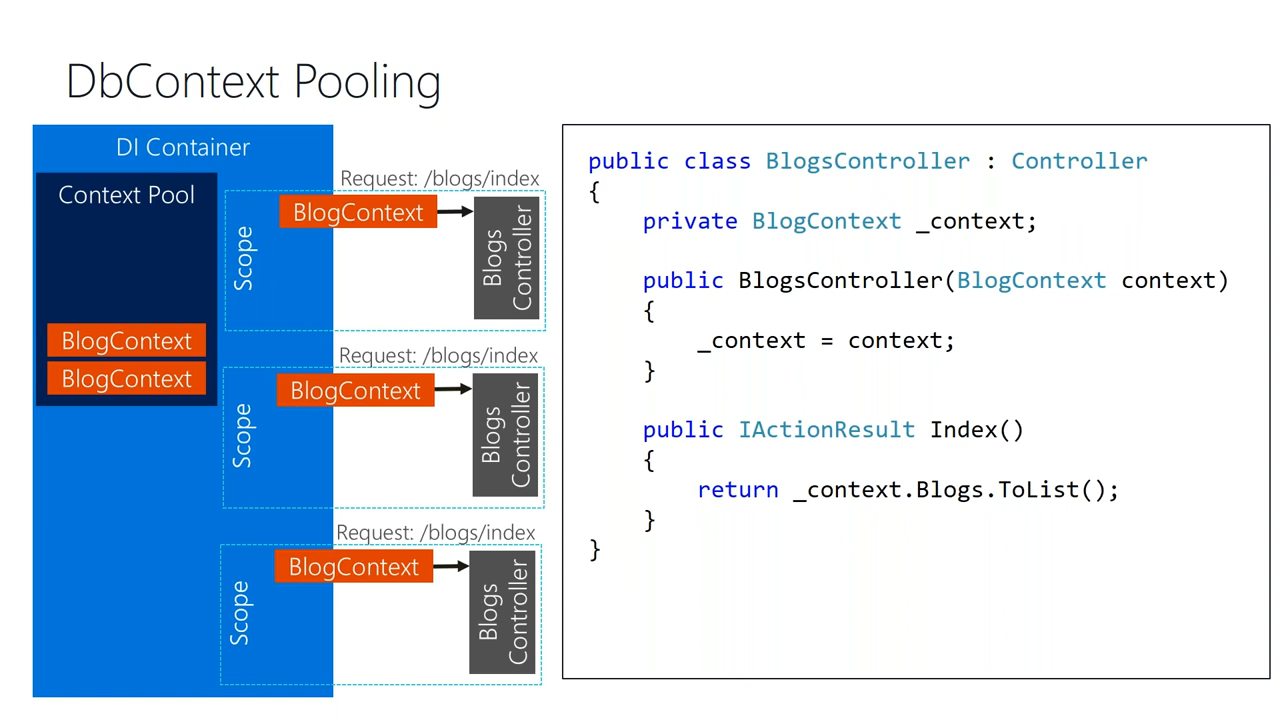 DbContext Pooling
DI Container
Context Pool
BlogContext
BlogContext
Request: /blogs/index
Scope
BlogContext
Blogs
Controller
Request: /blogs/index
Scope
BlogContext
Blogs
Controller
Request: /blogs/index
Scope
BlogContext
Blogs
Controller
public class BlogsController : Controller
{
    private BlogContext _context;
    public BlogsController(BlogContext context)
    {
        _context = context;
    }
    public IActionResult Index()
    {
        return _context.Blogs.ToList();
    }
}